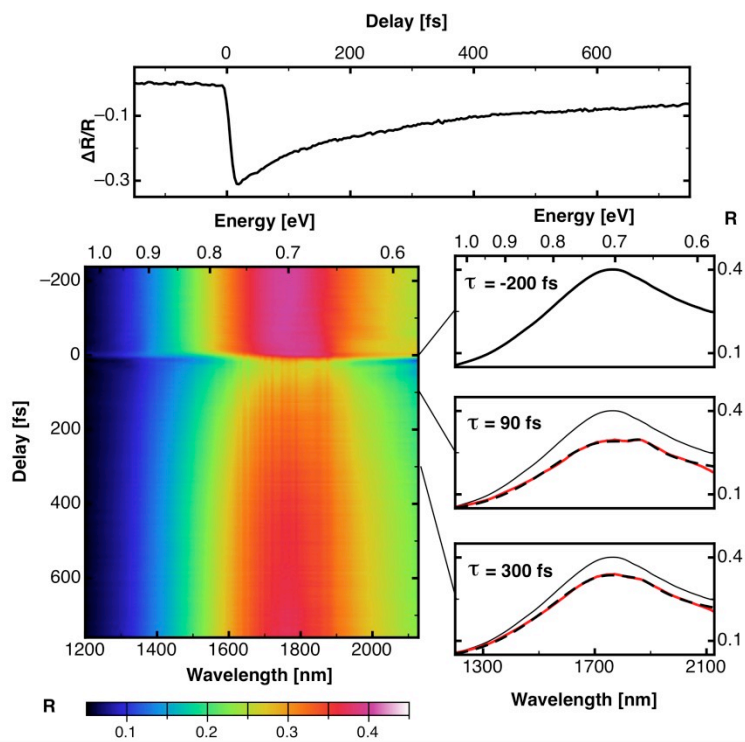 Delay [fs]
0 200 400 600
ΔR/R
−0.1
−0.3
Energy [eV]
1.0 0.9 0.8 0.7 0.6
Delay [fs]
−200
0
200
400
600
1200 1400 1600 1800 2000
Wavelength [nm]
R
0.1 0.2 0.3 0.4
Energy [eV] R
1.0 0.9 0.8 0.7 0.6
τ = -200 fs
0.4
0.1
τ = 90 fs
0.4
0.1
τ = 300 fs
0.4
0.1
1300 1700 2100
Wavelength [nm]